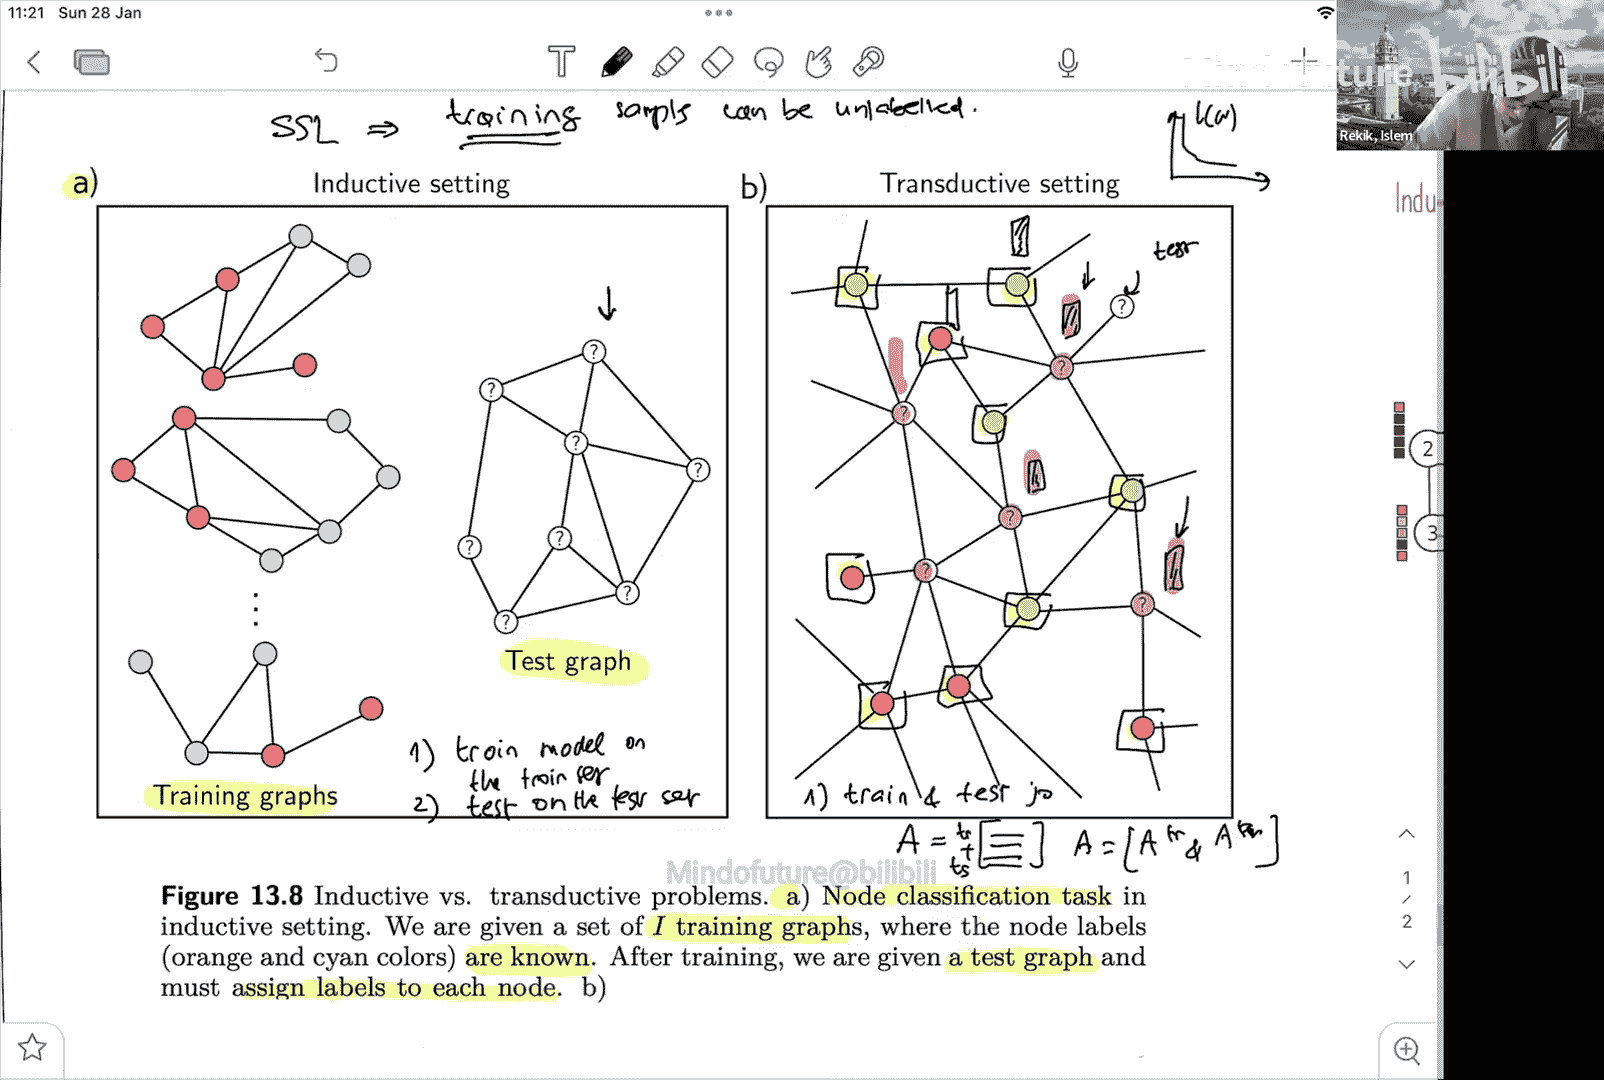 11:21 Sun 28 Jan
Mindofuture
bilibili
Rekik, Islem
SSL ⇒ training sample can be unlabelled.
L(w)
a) Inductive setting
b) Transductive setting
Indu
test
? ? ? ? ? ? ? ?
? ? ? ? ? ?
2
3
Test graph
Training graphs
1) train model on
the train set
2) test on the test set
1) train & test jo
A = tr + ts [ ] A = [A^tr &
Mindofuture@bilibili
Figure 13.8 Inductive vs. transductive problems. a) Node classification task in
inductive setting. We are given a set of I training graphs, where the node labels
(orange and cyan colors) are known. After training, we are given a test graph and
must assign labels to each node. b)
1
2